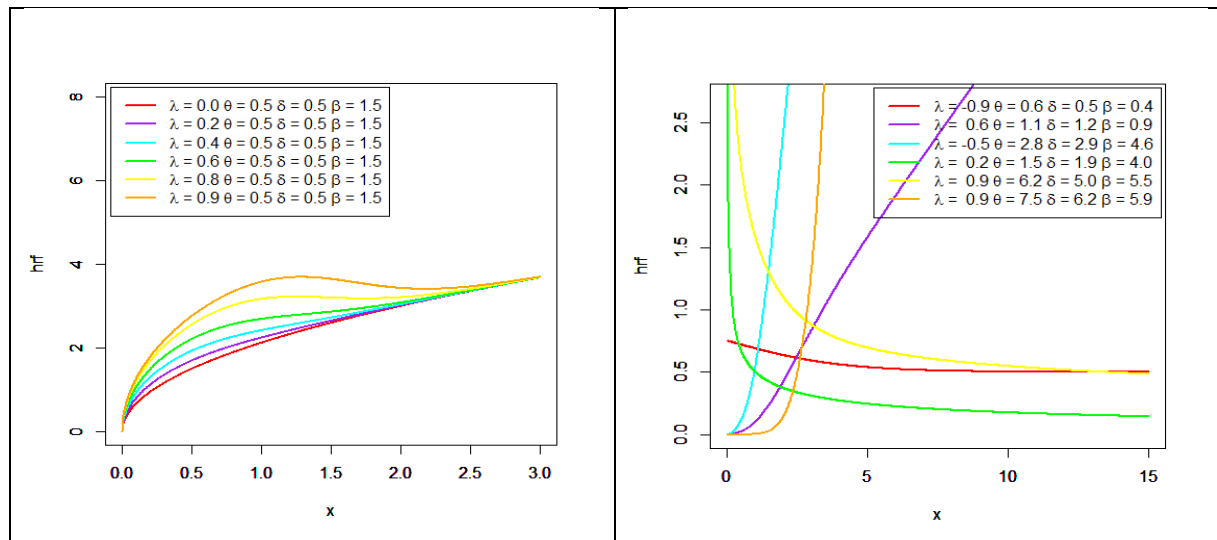 8
6
4
2
0
hrf
λ = 0.0 θ = 0.5 δ = 0.5 β = 1.5
λ = 0.2 θ = 0.5 δ = 0.5 β = 1.5
λ = 0.4 θ = 0.5 δ = 0.5 β = 1.5
λ = 0.6 θ = 0.5 δ = 0.5 β = 1.5
λ = 0.8 θ = 0.5 δ = 0.5 β = 1.5
λ = 0.9 θ = 0.5 δ = 0.5 β = 1.5
0.0 0.5 1.0 1.5 2.0 2.5 3.0
x
2.5
2.0
1.5
1.0
0.5
0.0
hrf
λ = -0.9 θ = 0.6 δ = 0.5 β = 0.4
λ = 0.6 θ = 1.1 δ = 1.2 β = 0.9
λ = -0.5 θ = 2.8 δ = 2.9 β = 4.6
λ = 0.2 θ = 1.5 δ = 1.9 β = 4.0
λ = 0.9 θ = 6.2 δ = 5.0 β = 5.5
λ = 0.9 θ = 7.5 δ = 6.2 β = 5.9
0 5 10 15
x